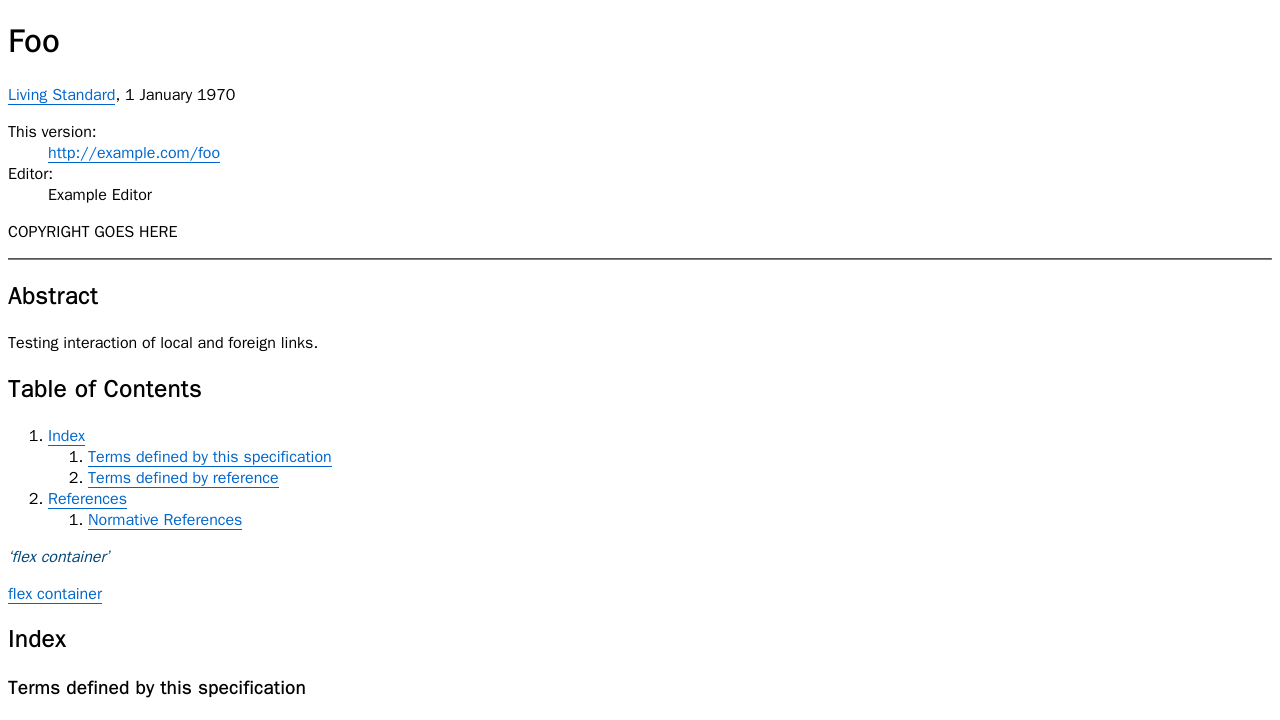 Foo
Living Standard, 1 January 1970
This version:
http://example.com/foo
Editor:
Example Editor
COPYRIGHT GOES HERE
Abstract
Testing interaction of local and foreign links.
Table of Contents
1. Index
1. Terms defined by this specification
2. Terms defined by reference
2. References
1. Normative References
‘flex container’
flex container
Index
Terms defined by this specification